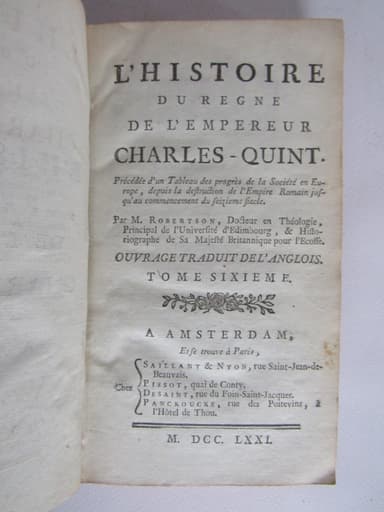 L'HISTOIRE
DU REGNE
DE L'EMPEREUR
CHARLES-QUINT.
Précédée d'un Tableau des progrès de la Société en Eu-
rope, depuis la destruction de l'Empire Romain jus-
qu'au commencement du seizieme siecle.
Par M. ROBERTSON, Docteur en Théologie,
Principal de l'Université d'Edimbourg, & Histo-
riographe de Sa Majesté Britannique pour l'Ecosse.
OUVRAGE TRADUIT DE L'ANGLOIS.
TOME SIXIEME.
A AMSTERDAM,
Et se trouve à Paris,
Chez
SAILLANT & NYON, rue Saint-Jean-de-
Beauvais.
PISSOT, quai de Conty.
DESAINT, rue du Foin-Saint-Jacques.
PANCKOUCKE, rue des Poitevins, à
l'Hôtel de Thou.
M. DCC. LXXI.